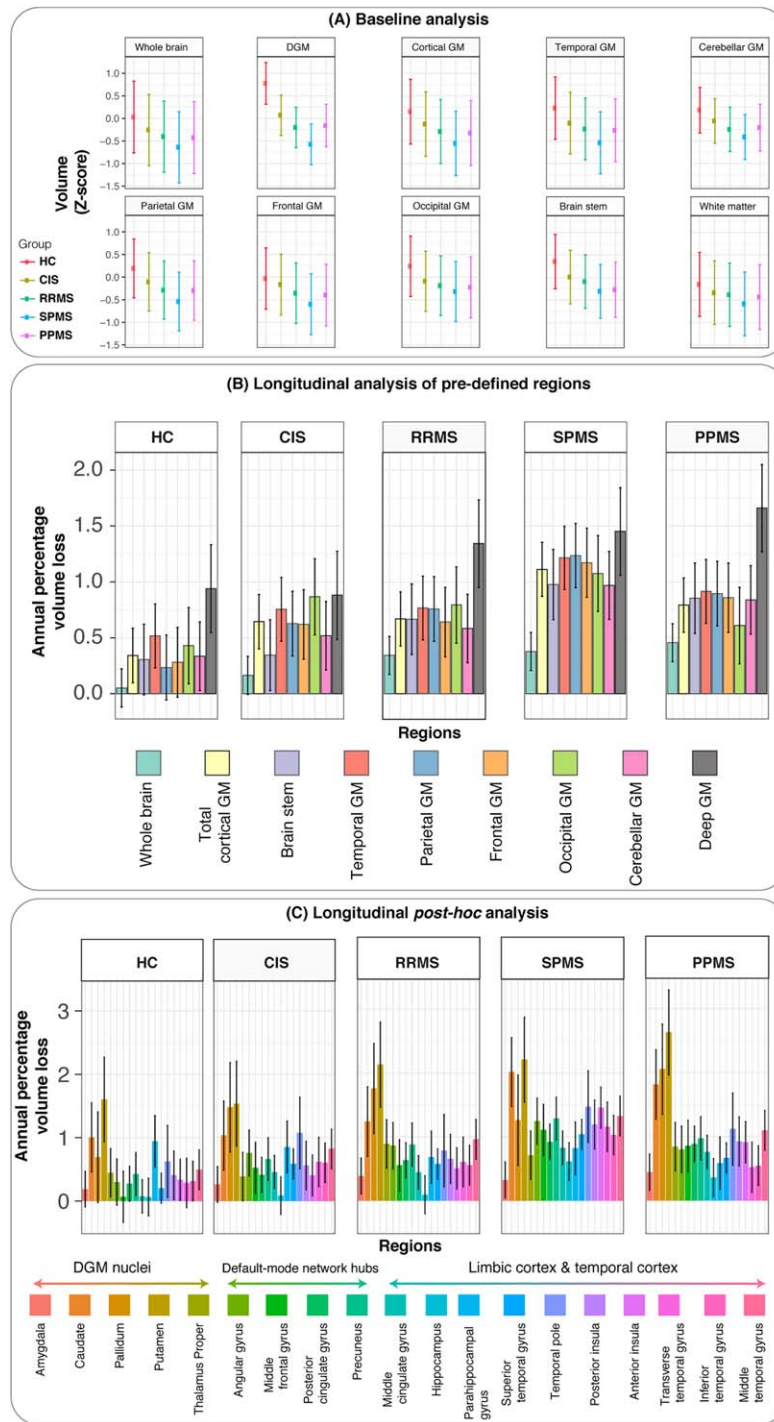 (A) Baseline analysis
Whole brain
DGM
Cortical GM
Temporal GM
Cerebellar GM
1.0
0.5
0.0
−0.5
−1.0
−1.5
Volume
(Z-score)
Parietal GM
Frontal GM
Occipital GM
Brain stem
White matter
1.0
0.5
0.0
−0.5
−1.0
−1.5
Group
HC
CIS
RRMS
SPMS
PPMS
(B) Longitudinal analysis of pre-defined regions
HC
CIS
RRMS
SPMS
PPMS
2.0
1.5
1.0
0.5
0.0
Annual percentage
volume loss
Regions
Whole brain
Total
cortical GM
Brain stem
Temporal GM
Parietal GM
Frontal GM
Occipital GM
Cerebellar GM
Deep GM
(C) Longitudinal post-hoc analysis
HC
CIS
RRMS
SPMS
PPMS
3
2
1
0
Annual percentage
volume loss
Regions
DGM nuclei
Default-mode network hubs
Limbic cortex & temporal cortex
Amygdala
Caudate
Pallidum
Putamen
Thalamus Proper
Angular gyrus
Middle
frontal gyrus
Posterior
cingulate gyrus
Precuneus
Middle
cingulate gyrus
Hippocampus
Parahippocampal
gyrus
Superior
temporal gyrus
Temporal pole
Posterior insula
Anterior insula
Transverse
temporal gyrus
Inferior
temporal gyrus
Middle
temporal gyrus